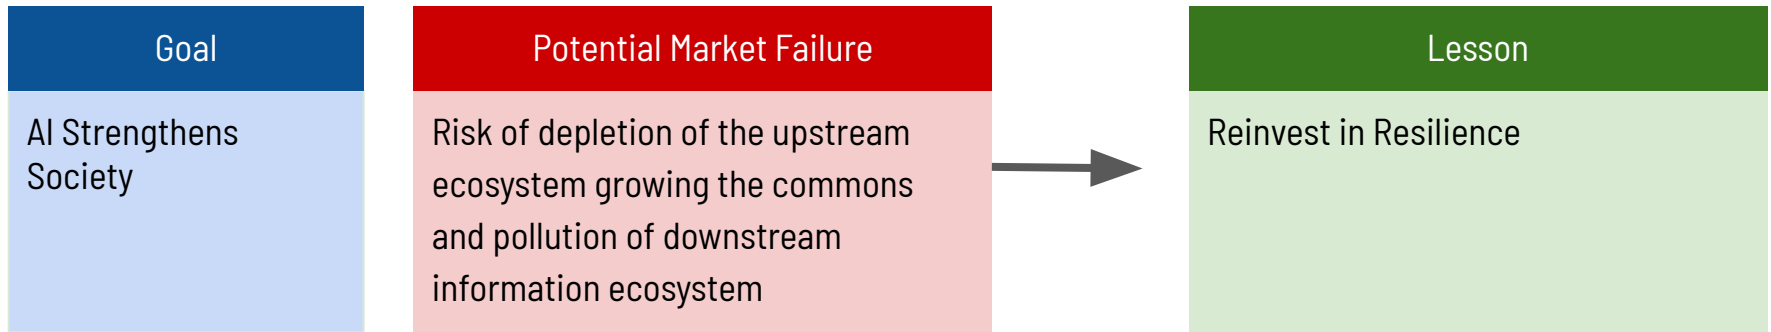 Goal
AI Strengthens
Society
Potential Market Failure
Risk of depletion of the upstream
ecosystem growing the commons
and pollution of downstream
information ecosystem
Lesson
Reinvest in Resilience